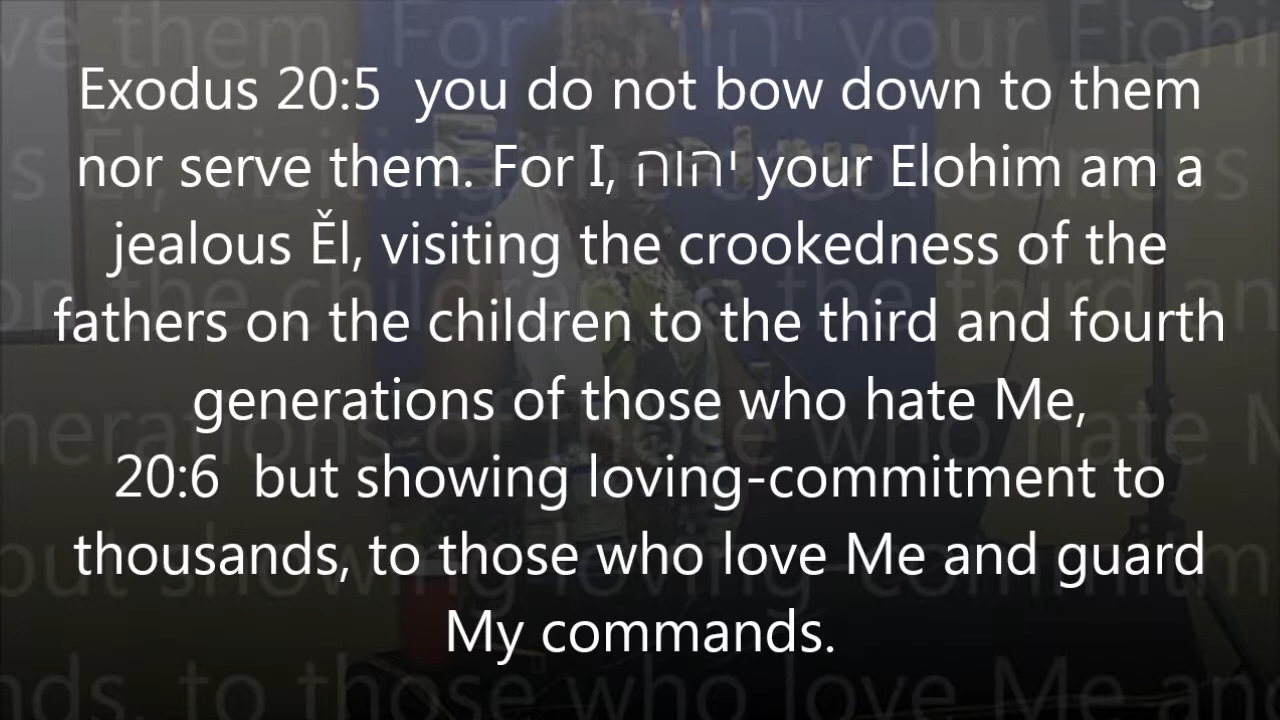 Exodus 20:5  you do not bow down to them
nor serve them. For I, יהוה your Elohim am a
jealous Ěl, visiting the crookedness of the
fathers on the children to the third and fourth
generations of those who hate Me,
20:6  but showing loving-commitment to
thousands, to those who love Me and guard
My commands.